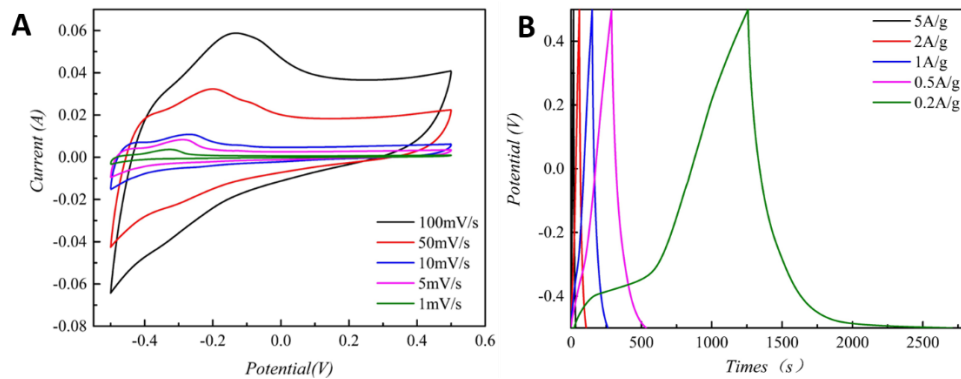 A
0.06
0.04
0.02
0.00
-0.02
-0.04
-0.06
-0.08
Current (A)
-0.4 -0.2 0.0 0.2 0.4 0.6
Potential(V)
100mV/s
50mV/s
10mV/s
5mV/s
1mV/s
B
0.4
0.0
-0.2
-0.4
Potential (V)
0 500 1000 1500 2000 2500
Times（s）
5A/g
2A/g
1A/g
0.5A/g
0.2A/g